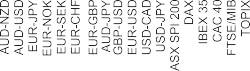 AUD-NZD
AUD-JPY
EUR-JPY
EUR-NOK
EUR-SEK
EUR-CHF
EUR-GBP
AUD-JPY
GBP-USD
EUR-USD
USD-CAD
USD-JPY
ASX SPI 200
DAX
IBEX 35
CAC 40
FTSE/MIB
TOPIX